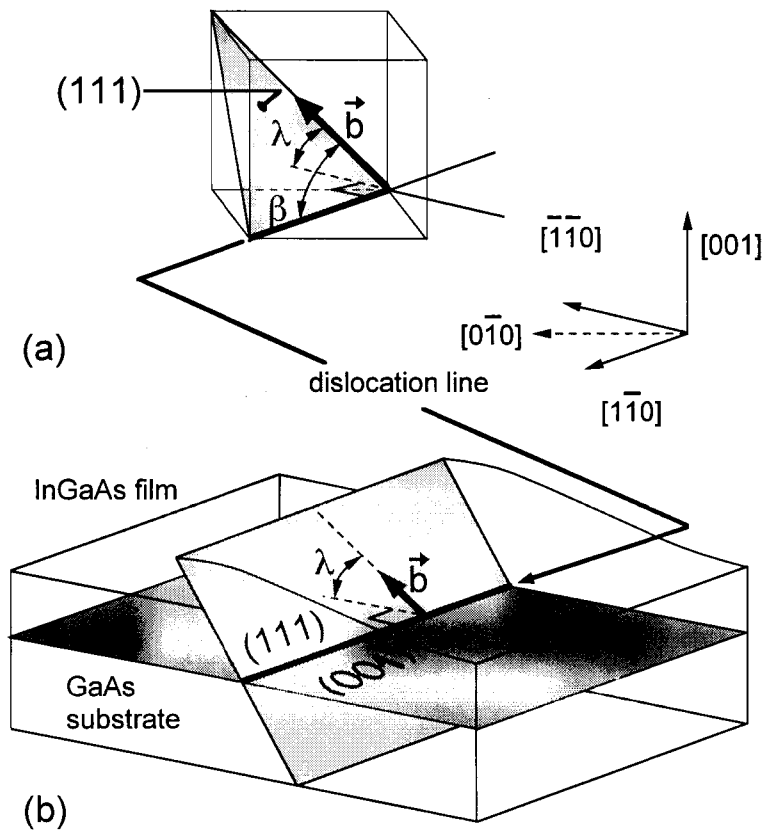 (111)
b⃗
λ
β
[1̄1̄0]
[001]
[01̄0]
[11̄0]
(a)
dislocation line
InGaAs film
λ
b⃗
(111)
(001)
GaAs
substrate
(b)